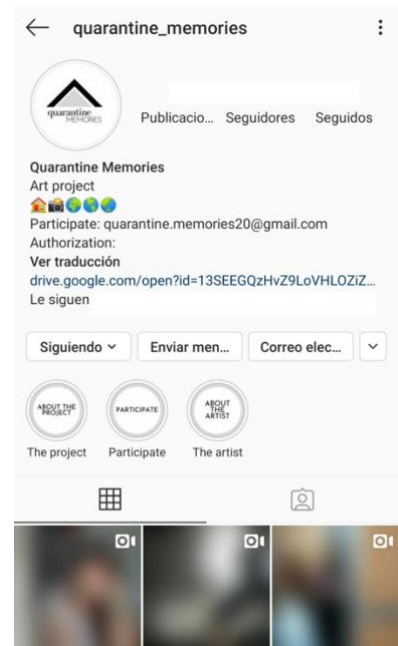 quarantine_memories
quarantine
MEMORIES
Publicacio... Seguidores Seguidos
Quarantine Memories
Art project
Participate: quarantine.memories20@gmail.com
Authorization:
Ver traducción
drive.google.com/open?id=13SEEGQzHvZ9LoVHLOZiZ...
Le siguen
Siguiendo Enviar men... Correo elec...
ABOUT THE
PROJECT
PARTICIPATE
ABOUT
THE
ARTIST
The project Participate The artist